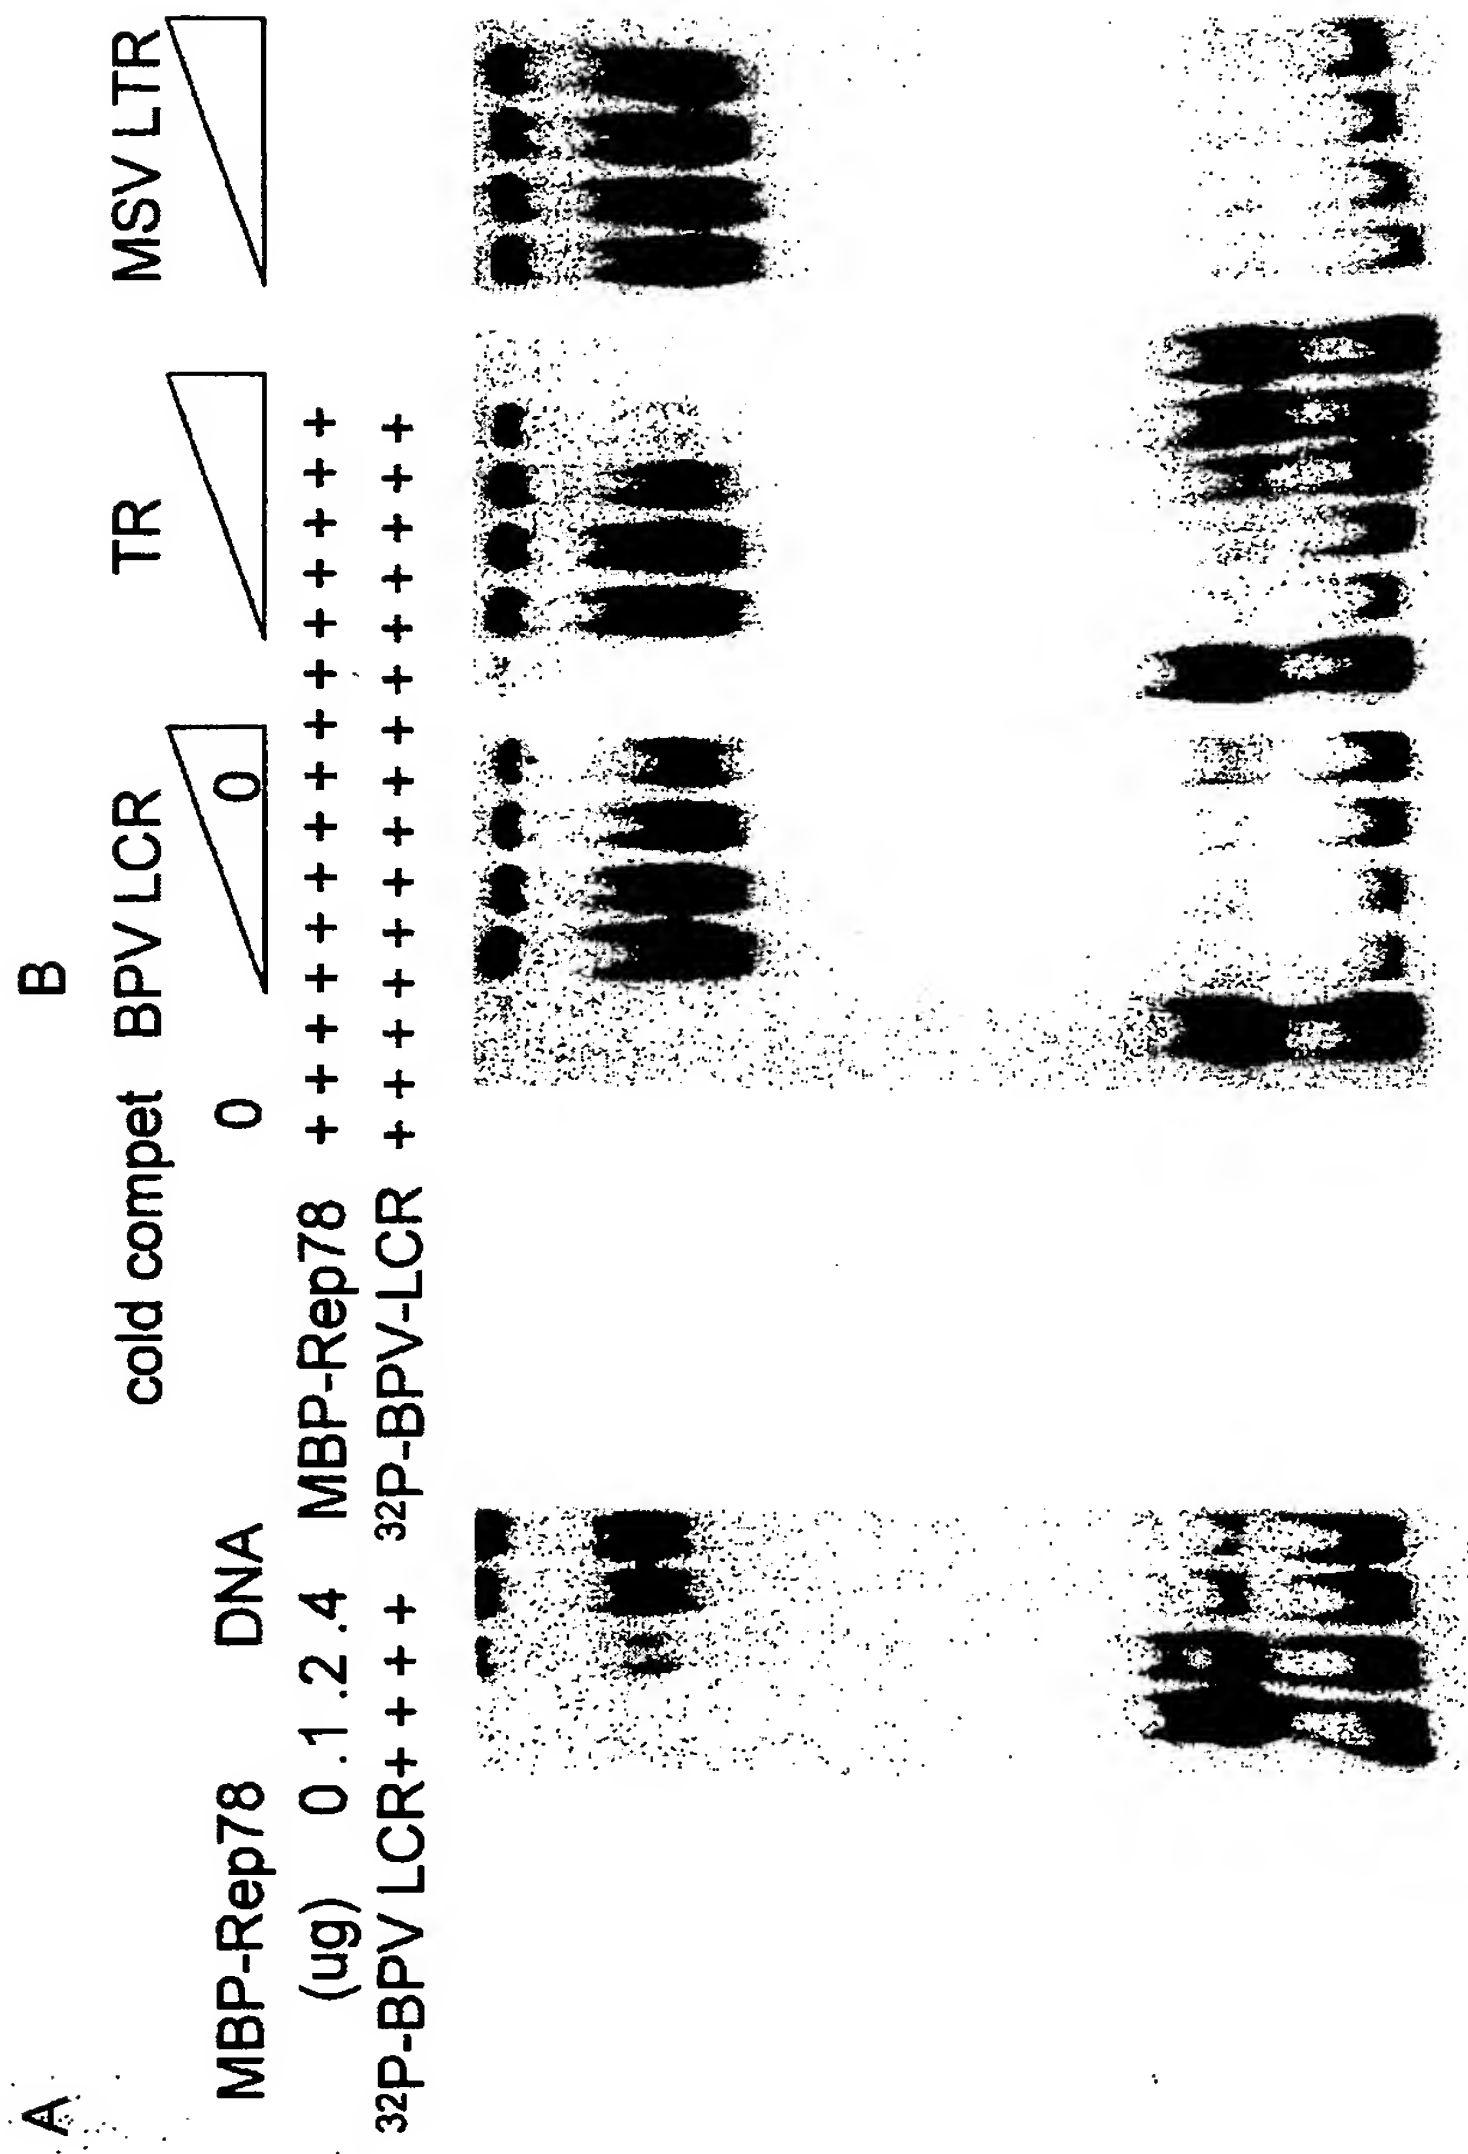 A
MBP-Rep78 DNA
(ug) 0 .1 .2 .4
³²P-BPV LCR+ + + +
B
cold compet BPV LCR TR MSV LTR
0 0
MBP-Rep78 + + + + + + + + + + + + + + +
³²P-BPV-LCR + + + + + + + + + + + + + + +